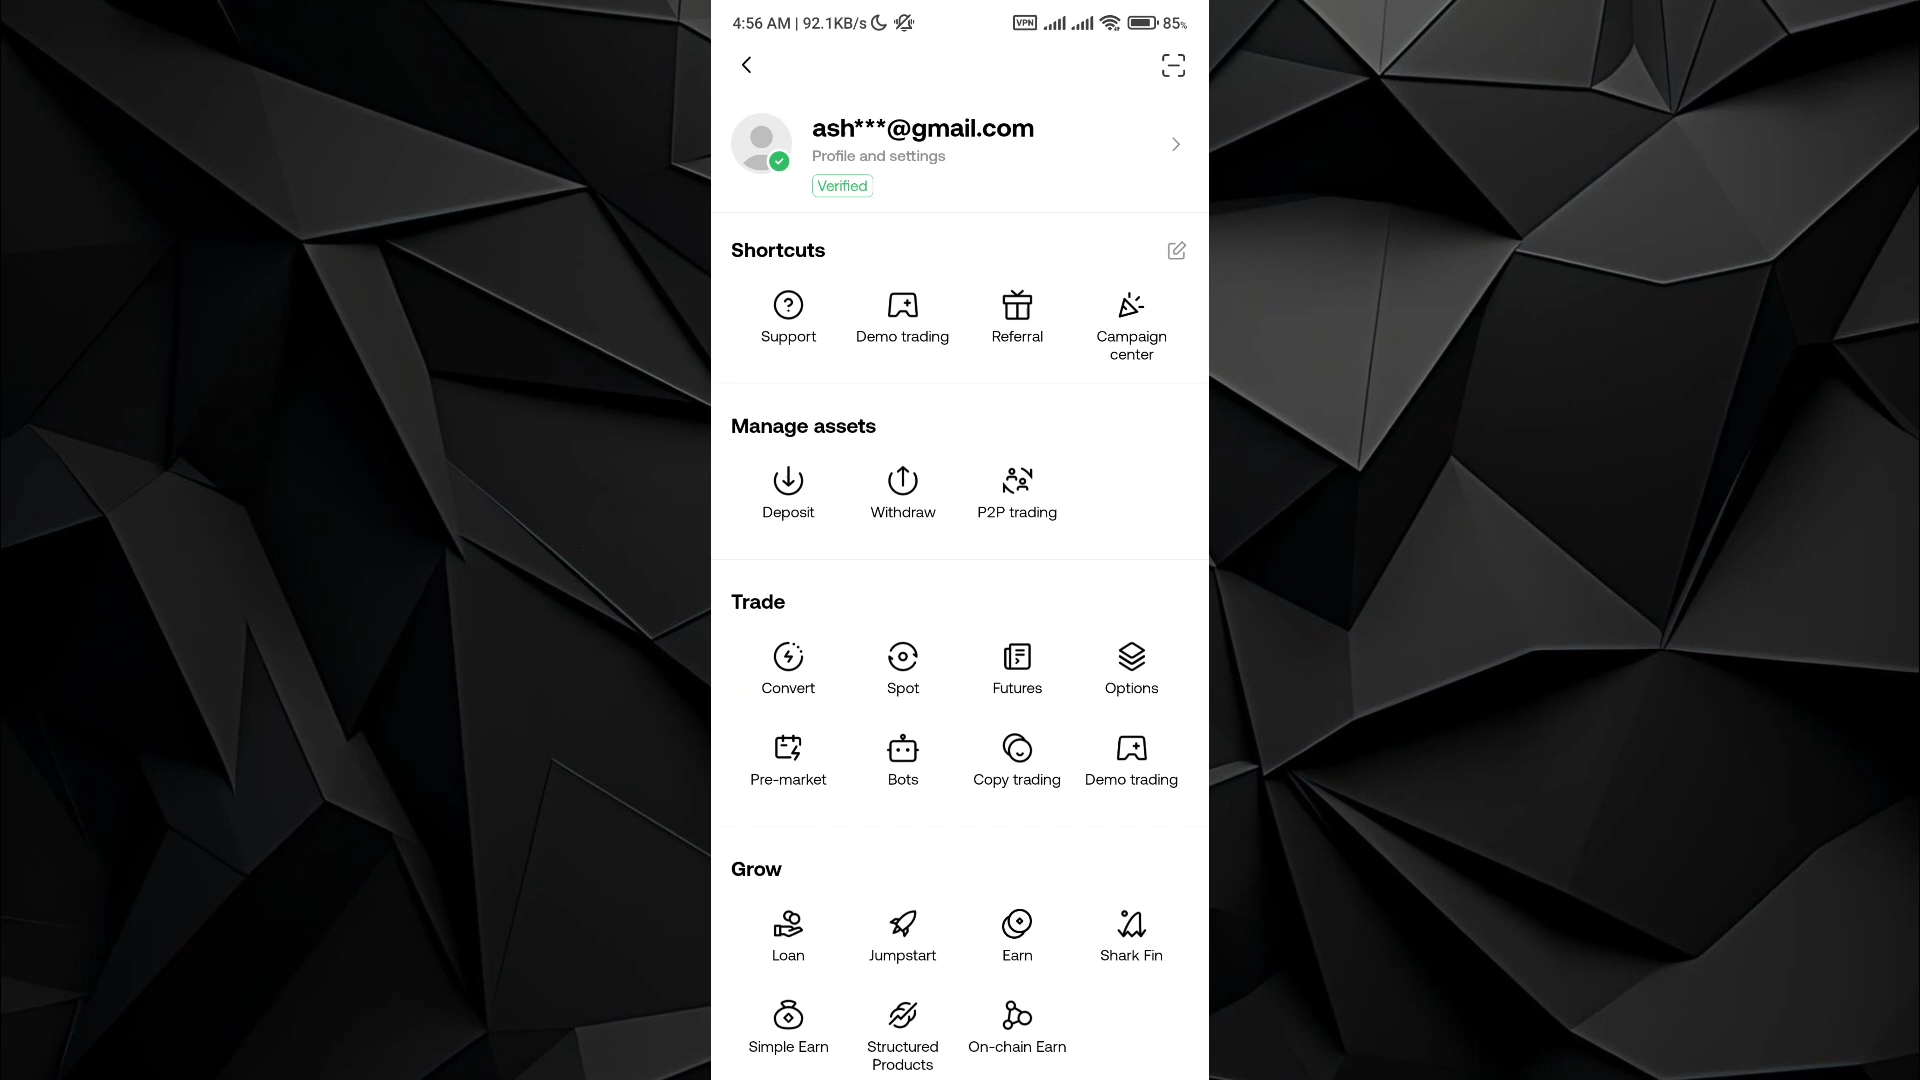 4:56 AM | 92.1KB/s VPN 85%
ash***@gmail.com
Profile and settings
Verified
Shortcuts
Support Demo trading Referral Campaign
center
Manage assets
Deposit Withdraw P2P trading
Trade
Convert Spot Futures Options
Pre-market Bots Copy trading Demo trading
Grow
Loan Jumpstart Earn Shark Fin
Simple Earn Structured On-chain Earn
Products